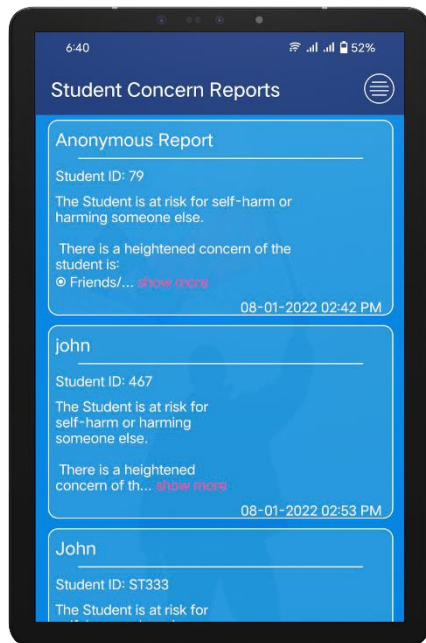 6:40
52%
Student Concern Reports
Anonymous Report
Student ID: 79
The Student is at risk for self-harm or
harming someone else.
There is a heightened concern of the
student is:
Friends/... show more
08-01-2022 02:42 PM
john
Student ID: 467
The Student is at risk for
self-harm or harming
someone else.
There is a heightened
concern of th... show more
08-01-2022 02:53 PM
John
Student ID: ST333
The Student is at risk for